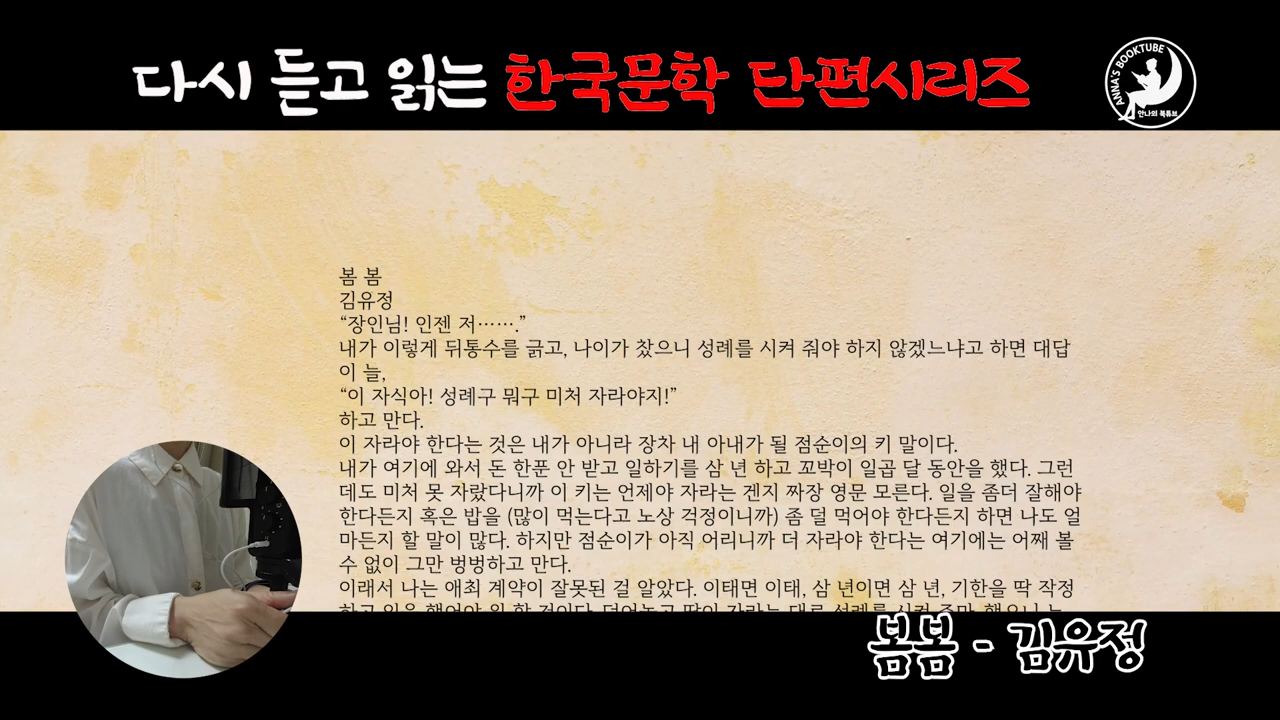 다시 듣고 읽는 한국문학 단편시리즈
ANNA'S BOOKTUBE
안나의 북튜브
봄 봄
김유정
“장인님! 인젠 저…….”
내가 이렇게 뒤통수를 긁고, 나이가 찼으니 성례를 시켜 줘야 하지 않겠느냐고 하면 대답
이 늘,
“이 자식아! 성례구 뭐구 미처 자라야지!”
하고 만다.
이 자라야 한다는 것은 내가 아니라 장차 내 아내가 될 점순이의 키 말이다.
내가 여기에 와서 돈 한푼 안 받고 일하기를 삼 년 하고 꼬박이 일곱 달 동안을 했다. 그런
데도 미처 못 자랐다니까 이 키는 언제야 자라는 겐지 짜장 영문 모른다. 일을 좀더 잘해야
한다든지 혹은 밥을 (많이 먹는다고 노상 걱정이니까) 좀 덜 먹어야 한다든지 하면 나도 얼
마든지 할 말이 많다. 하지만 점순이가 아직 어리니까 더 자라야 한다는 여기에는 어째 볼
수 없이 그만 벙벙하고 만다.
이래서 나는 애최 계약이 잘못된 걸 알았다. 이태면 이태, 삼 년이면 삼 년, 기한을 딱 작정
봄봄 - 김유정